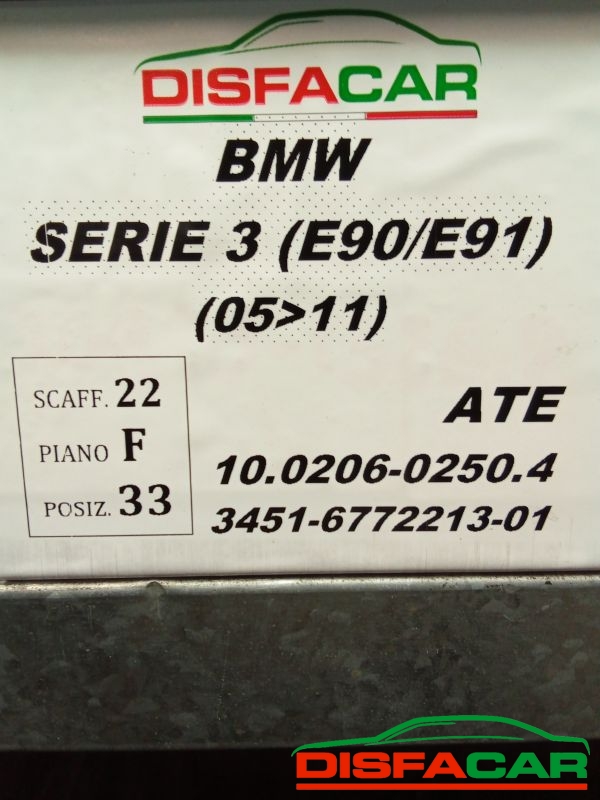 DISFACAR
BMW
SERIE 3 (E90/E91)
(05>11)
SCAFF. 22
PIANO F
POSIZ. 33
ATE
10.0206-0250.4
3451-6772213-01
DISFACAR